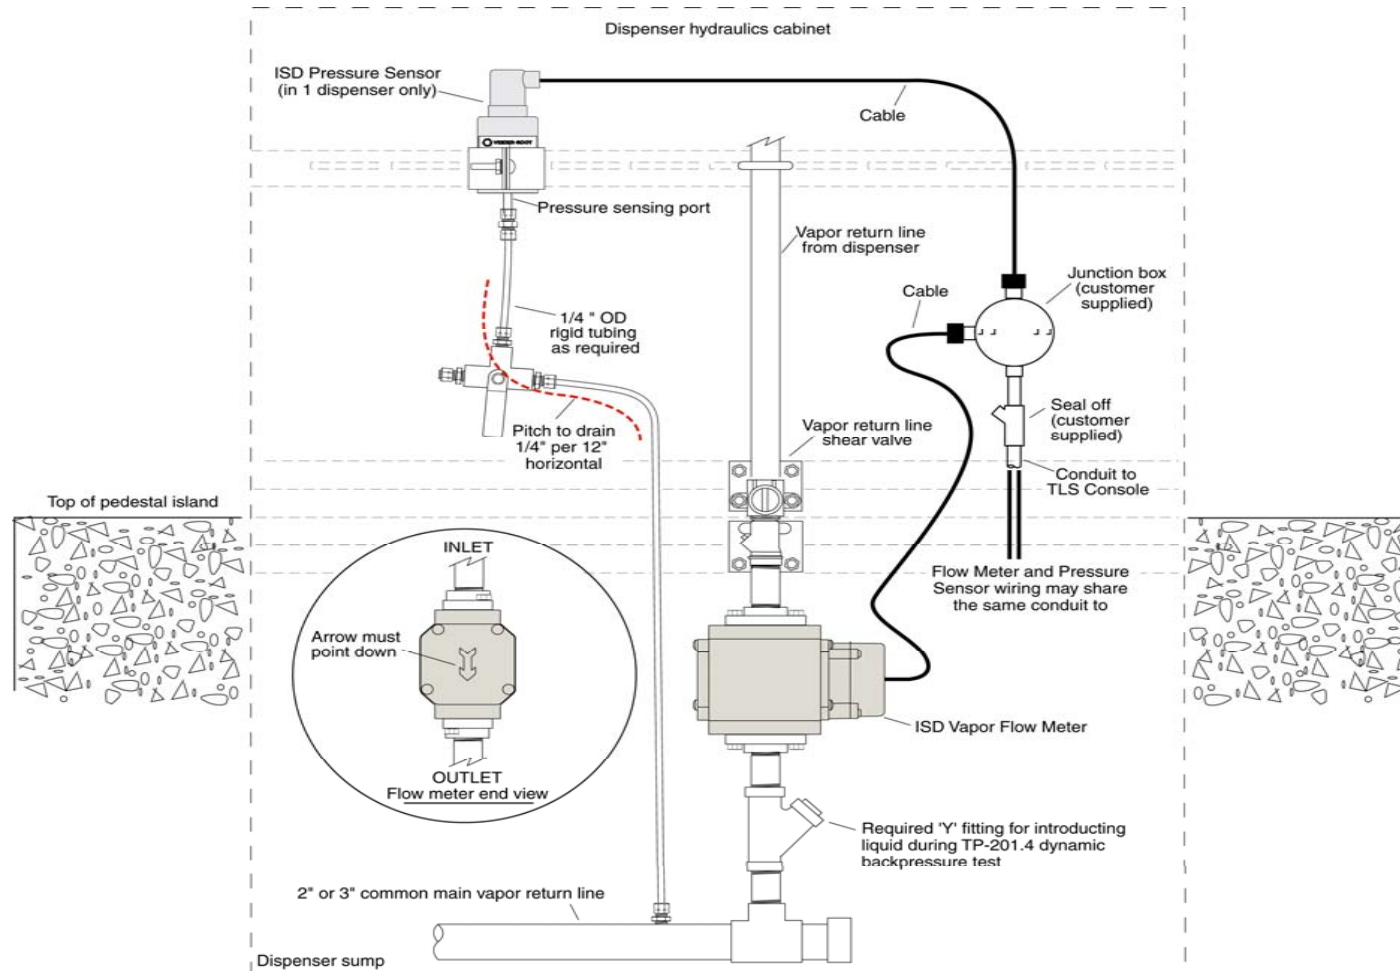 Dispenser hydraulics cabinet
ISD Pressure Sensor
(in 1 dispenser only)
Cable
VEEDER-ROOT
Pressure sensing port
Vapor return line
from dispenser
Junction box
(customer
supplied)
Cable
1/4 " OD
rigid tubing
as required
Seal off
(customer
supplied)
Vapor return line
shear valve
Pitch to drain
1/4" per 12"
horizontal
Conduit to
TLS Console
Top of pedestal island
INLET
Flow Meter and Pressure
Sensor wiring may share
the same conduit to
Arrow must
point down
ISD Vapor Flow Meter
OUTLET
Flow meter end view
Required 'Y' fitting for introducting
liquid during TP-201.4 dynamic
backpressure test
2" or 3" common main vapor return line
Dispenser sump